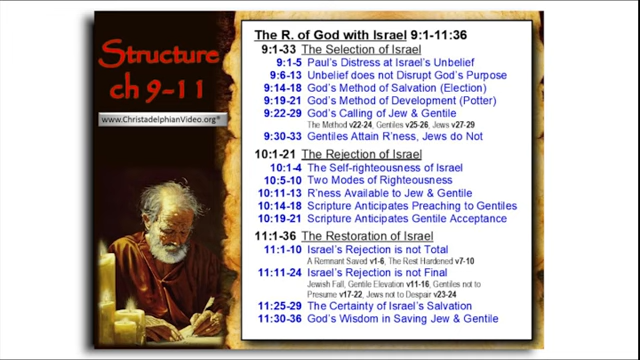 Structure
ch 9-11
www.ChristadelphianVideo.org
The R. of God with Israel 9:1-11:36
9:1-33 The Selection of Israel
9:1-5 Paul's Distress at Israel's Unbelief
9:6-13 Unbelief does not Disrupt God's Purpose
9:14-18 God's Method of Salvation (Election)
9:19-21 God's Method of Development (Potter)
9:22-29 God's Calling of Jew & Gentile
The Method v22-24, Gentiles v25-26, Jews v27-29
9:30-33 Gentiles Attain R'ness, Jews do Not
10:1-21 The Rejection of Israel
10:1-4 The Self-righteousness of Israel
10:5-10 Two Modes of Righteousness
10:11-13 R'ness Available to Jew & Gentile
10:14-18 Scripture Anticipates Preaching to Gentiles
10:19-21 Scripture Anticipates Gentile Acceptance
11:1-36 The Restoration of Israel
11:1-10 Israel's Rejection is not Total
A Remnant Saved v1-6, The Rest Hardened v7-10
11:11-24 Israel's Rejection is not Final
Jewish Fall, Gentile Elevation v11-16, Gentiles not to
Presume v17-22, Jews not to Despair v23-24
11:25-29 The Certainty of Israel's Salvation
11:30-36 God's Wisdom in Saving Jew & Gentile